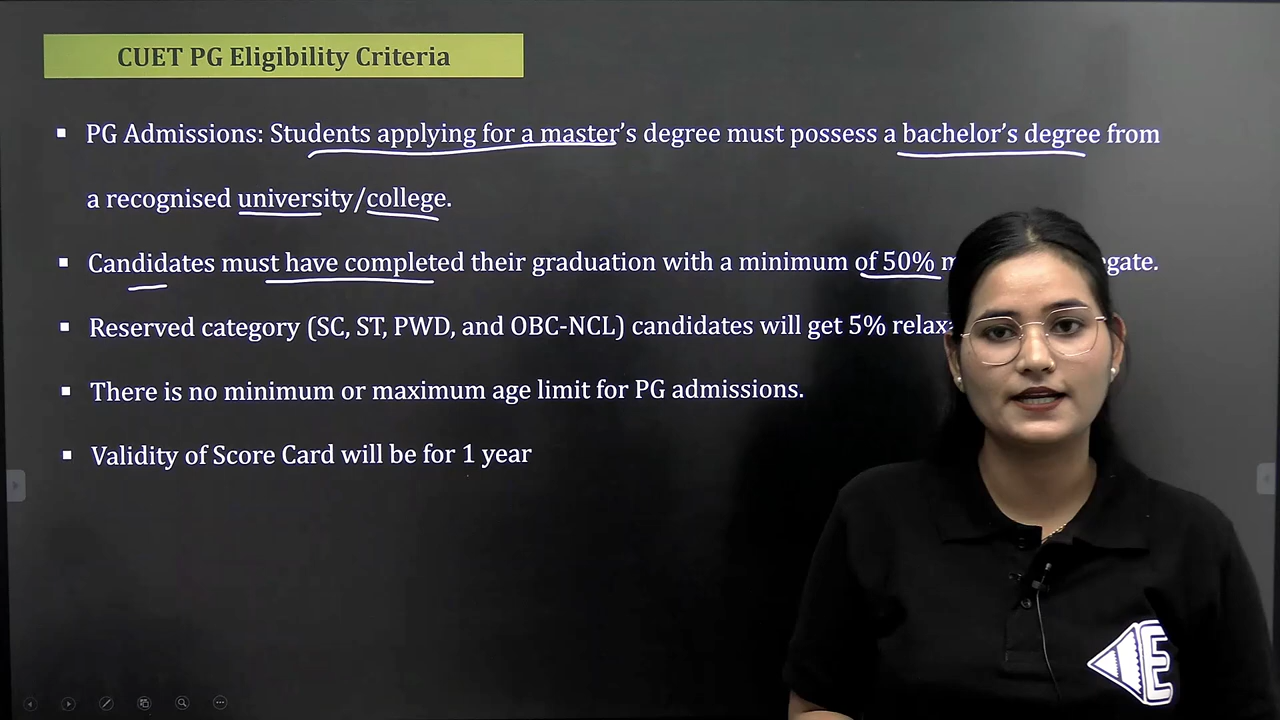 CUET PG Eligibility Criteria
▪ PG Admissions: Students applying for a master’s degree must possess a bachelor’s degree from
a recognised university/college.
▪ Candidates must have completed their graduation with a minimum of 50%
▪ Reserved category (SC, ST, PWD, and OBC-NCL) candidates will get 5%
▪ There is no minimum or maximum age limit for PG admissions.
▪ Validity of Score Card will be for 1 year
E